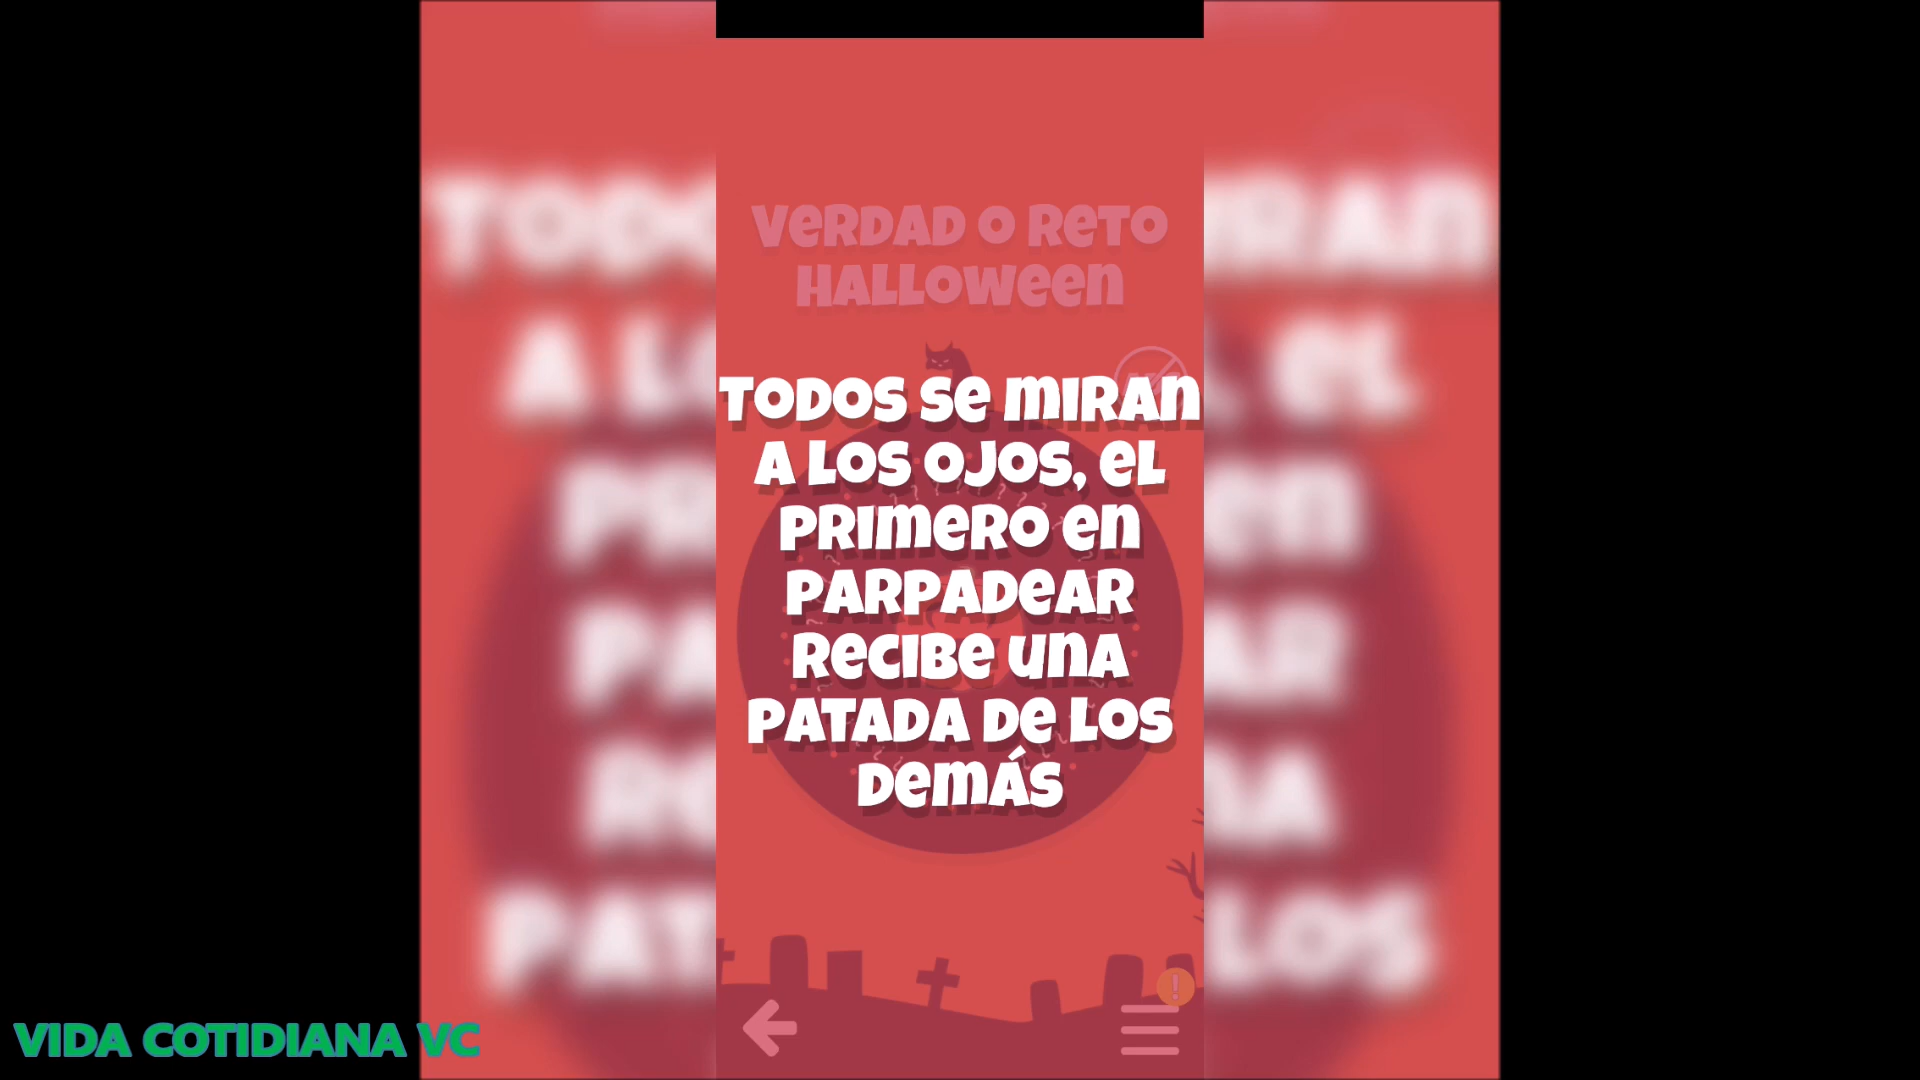 VERDAD O RETO
HALLOWEEN
TODOS SE MIRAN
A LOS OJOS, EL
PRIMERO EN
PARPADEAR
RECIBE UNA
PATADA DE LOS
DEMÁS
VIDA COTIDIANA VC